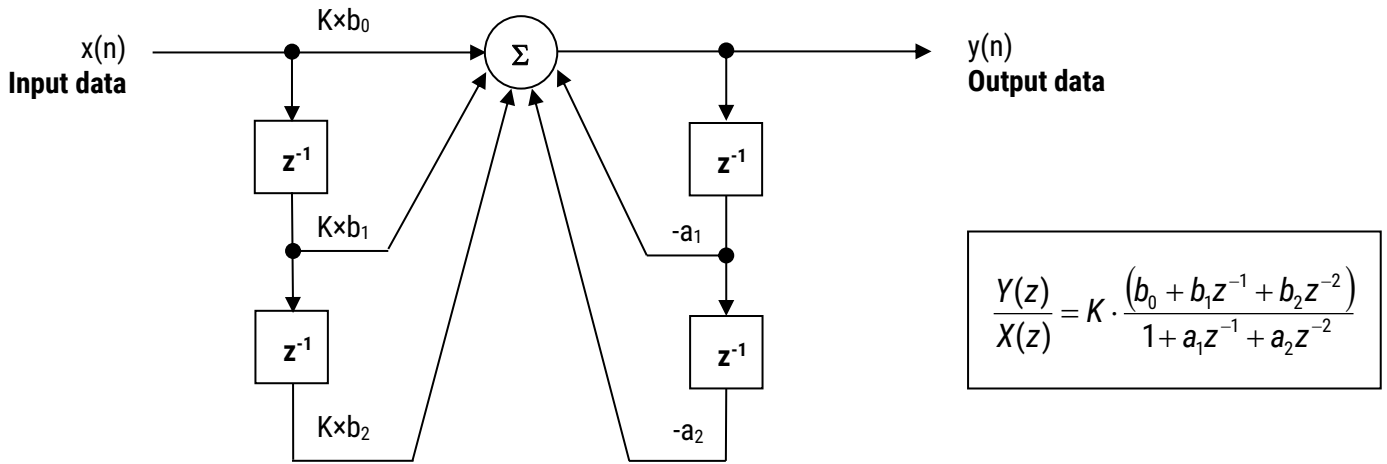 K×b₀
x(n)
Input data
Σ
y(n)
Output data
z⁻¹
z⁻¹
K×b₁
-a₁
z⁻¹
z⁻¹
K×b₂
-a₂
Y(z)/X(z) = K · (b₀ + b₁z⁻¹ + b₂z⁻²)/1 + a₁z⁻¹ + a₂z⁻²